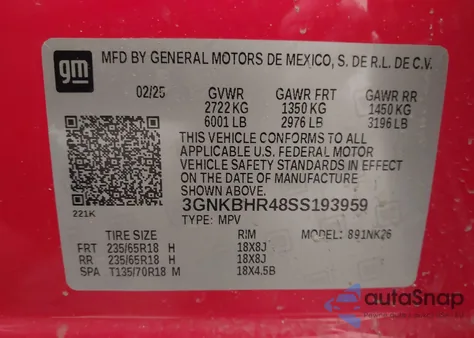 gm
MFD BY GENERAL MOTORS DE MEXICO, S. DE R.L. DE C.V.
02/25 GVWR GAWR FRT GAWR RR
2722 KG 1350 KG 1450 KG
6001 LB 2976 LB 3196 LB
THIS VEHICLE CONFORMS TO ALL
APPLICABLE U.S. FEDERAL MOTOR
VEHICLE SAFETY STANDARDS IN EFFECT
ON THE DATE OF MANUFACTURE
SHOWN ABOVE.
3GNKBHR48SS193959
221K
TYPE: MPV
TIRE SIZE RIM MODEL: 891NK26
FRT 235/65R18 H 18X8J
RR 235/65R18 H 18X8J
SPA T135/70R18 M 18X4.5B
autoSnap